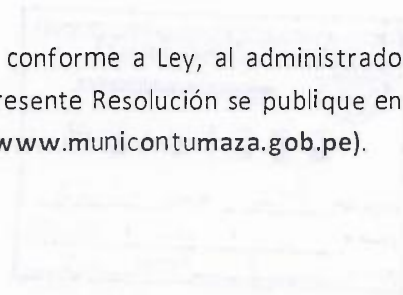 conforme a Ley, al administrado
resente Resolución se publique en
www.municontumaza.gob.pe).